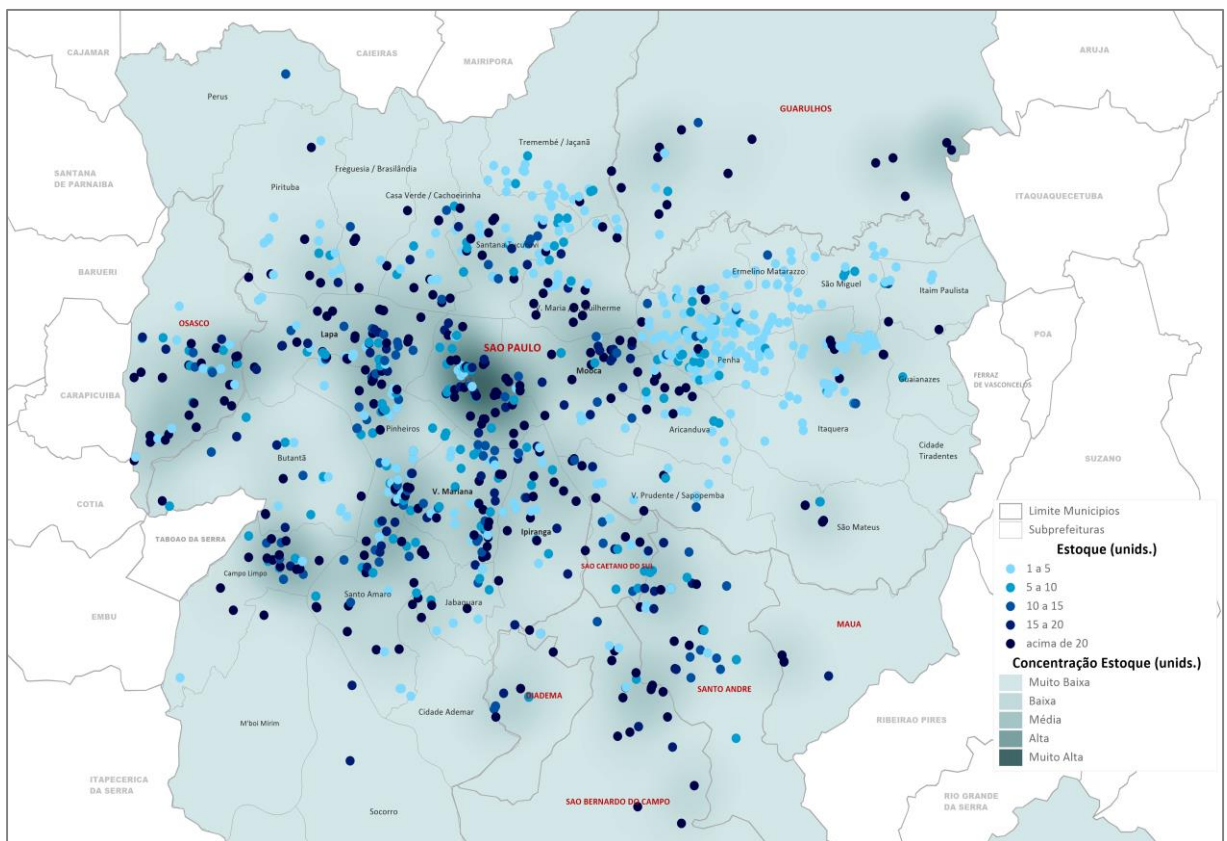 CAJAMAR
CAIEIRAS
MAIRIPORA
ARUJA
Perus
GUARULHOS
Tremembé / Jaçanã
Freguesia / Brasilândia
SANTANA
DE PARNAIBA
Pirituba
Casa Verde / Cachoeirinha
ITAQUAQUECETUBA
Santana Tucuruvi
BARUERI
Ermelino Matarazzo
São Miguel
Itaim Paulista
V. Maria / Guilherme
OSASCO
Lapa
SAO PAULO
POA
Penha
Mooca
FERRAZ
DE VASCONCELOS
Guaianazes
CARAPICUIBA
Pinheiros
Aricanduva
Itaquera
Cidade
Tiradentes
Butantã
SUZANO
V. Mariana
V. Prudente / Sapopemba
COTIA
São Mateus
Ipiranga
TABOAO DA SERRA
SAO CAETANO DO SUL
Campo Limpo
Santo Amaro
Jabaquara
EMBU
MAUA
SANTO ANDRE
DIADEMA
Cidade Ademar
M'boi Mirim
RIBEIRAO PIRES
ITAPECERICA
DA SERRA
SAO BERNARDO DO CAMPO
Socorro
RIO GRANDE
DA SERRA
Limite Municipios
Subprefeituras
Estoque (unids.)
1 a 5
5 a 10
10 a 15
15 a 20
acima de 20
Concentração Estoque (unids.)
Muito Baixa
Baixa
Média
Alta
Muito Alta